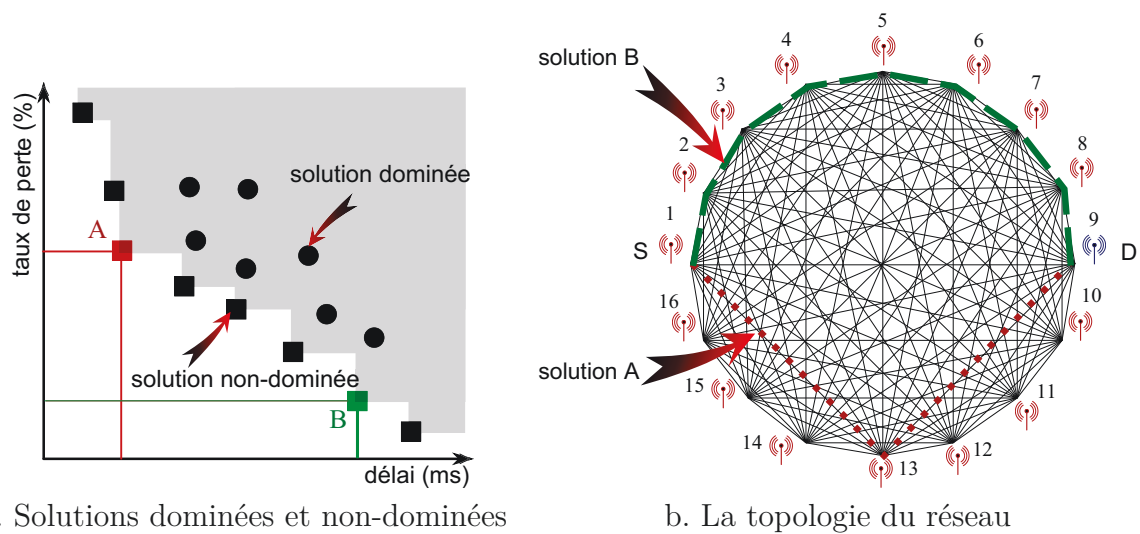 taux de perte (%)
A
solution dominée
solution non-dominée
B
délai (ms)
. Solutions dominées et non-dominées
solution B
solution A
S
D
1
2
3
4
5
6
7
8
9
10
11
12
13
14
15
16
b. La topologie du réseau